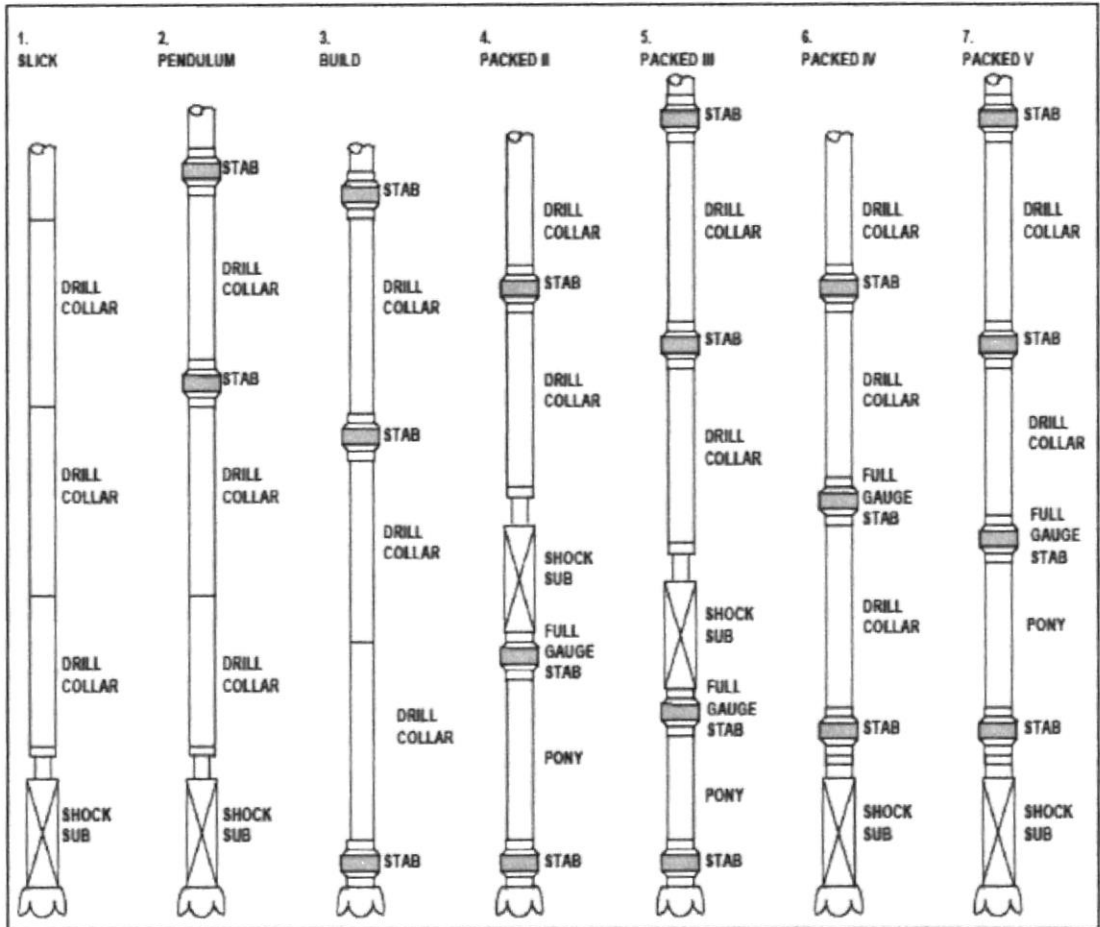 1.
SLICK
DRILL
COLLAR
DRILL
COLLAR
DRILL
COLLAR
SHOCK
SUB
2.
PENDULUM
STAB
DRILL
COLLAR
STAB
DRILL
COLLAR
DRILL
COLLAR
SHOCK
SUB
3.
BUILD
STAB
DRILL
COLLAR
STAB
DRILL
COLLAR
DRILL
COLLAR
STAB
4.
PACKED II
DRILL
COLLAR
STAB
DRILL
COLLAR
SHOCK
SUB
FULL
GAUGE
STAB
PONY
STAB
5.
PACKED III
STAB
DRILL
COLLAR
STAB
DRILL
COLLAR
SHOCK
SUB
FULL
GAUGE
STAB
PONY
STAB
6.
PACKED IV
DRILL
COLLAR
STAB
DRILL
COLLAR
FULL
GAUGE
STAB
DRILL
COLLAR
STAB
SHOCK
SUB
7.
PACKED V
STAB
DRILL
COLLAR
STAB
DRILL
COLLAR
FULL
GAUGE
STAB
PONY
STAB
SHOCK
SUB